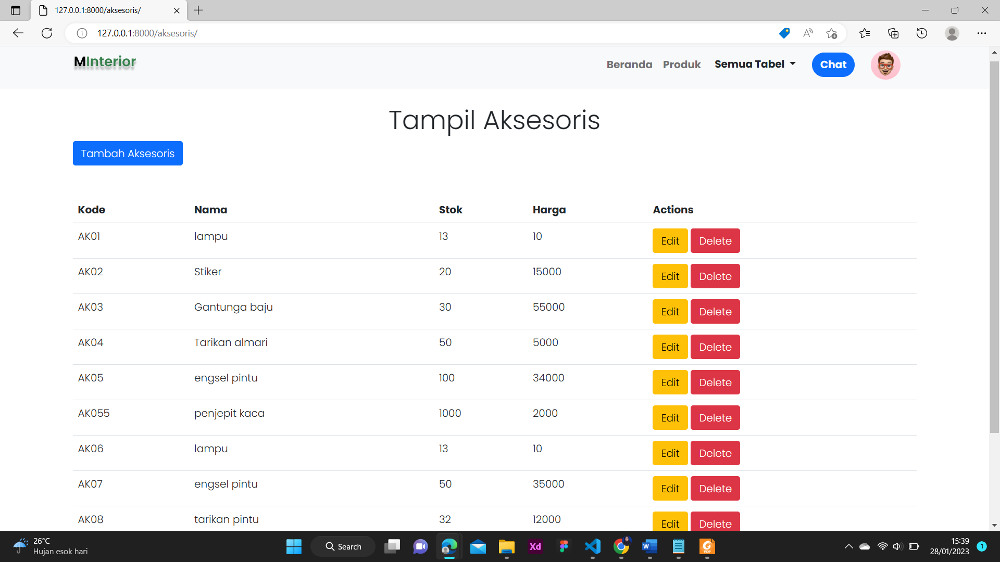 127.0.0.1:8000/aksesoris/
127.0.0.1:8000/aksesoris/
MInterior
Beranda Produk Semua Tabel Chat
Tampil Aksesoris
Tambah Aksesoris
Kode Nama Stok Harga Actions
AK01 lampu 13 10 Edit Delete
AK02 Stiker 20 15000 Edit Delete
AK03 Gantunga baju 30 55000 Edit Delete
AK04 Tarikan almari 50 5000 Edit Delete
AK05 engsel pintu 100 34000 Edit Delete
AK055 penjepit kaca 1000 2000 Edit Delete
AK06 lampu 13 10 Edit Delete
AK07 engsel pintu 50 35000 Edit Delete
AK08 tarikan pintu 32 12000 Edit Delete
26°C
Hujan esok hari
Search
Xd
W
PDF
15:39
28/01/2023
1